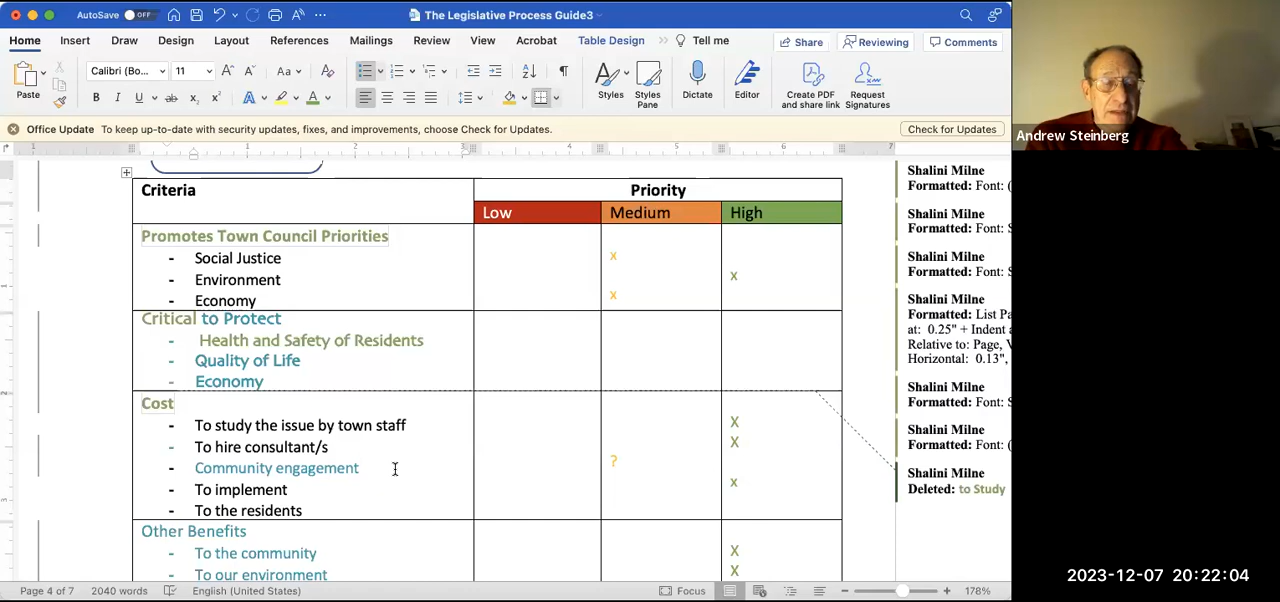 AutoSave OFF The Legislative Process Guide3
Home Insert Draw Design Layout References Mailings Review View Acrobat Table Design Tell me Share Reviewing Comments
Paste Calibri (Bo... 11 Styles Styles Pane Dictate Editor Create PDF and share link Request Signatures
Office Update To keep up-to-date with security updates, fixes, and improvements, choose Check for Updates. Check for Updates
Andrew Steinberg
Criteria Priority
Low Medium High
Promotes Town Council Priorities
- Social Justice x
- Environment x
- Economy x
Critical to Protect
- Health and Safety of Residents
- Quality of Life
- Economy
Cost
- To study the issue by town staff X
- To hire consultant/s X
- Community engagement ?
- To implement x
- To the residents
Other Benefits
- To the community X
- To our environment X
Shalini Milne
Formatted: Font: (
Shalini Milne
Formatted: Font: S
Shalini Milne
Formatted: Font: S
Shalini Milne
Formatted: List Pa
at: 0.25" + Indent a
Relative to: Page, V
Horizontal: 0.13",
Shalini Milne
Formatted: Font: S
Shalini Milne
Formatted: Font: (
Shalini Milne
Deleted: to Study
2023-12-07 20:22:04
Page 4 of 7 2040 words English (United States) Focus 178%